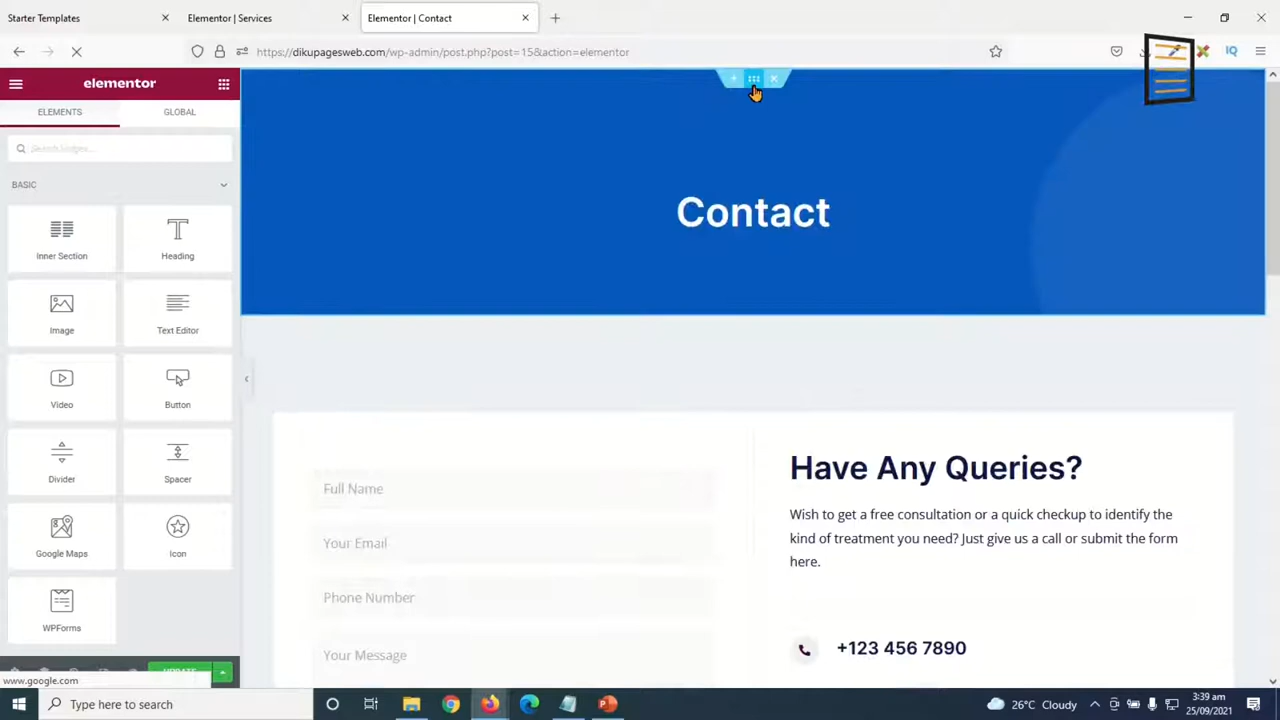 Starter Templates
Elementor | Services
Elementor | Contact
https://dikupagesweb.com/wp-admin/post.php?post=15&action=elementor
IQ
elementor
ELEMENTS
GLOBAL
Search Widget...
BASIC
Inner Section
Heading
Image
Text Editor
Video
Button
Divider
Spacer
Google Maps
Icon
WPForms
UPDATE
www.google.com
Contact
Full Name
Your Email
Phone Number
Your Message
Have Any Queries?
Wish to get a free consultation or a quick checkup to identify the
kind of treatment you need? Just give us a call or submit the form
here.
+123 456 7890
Type here to search
26°C Cloudy
3:39 am
25/09/2021